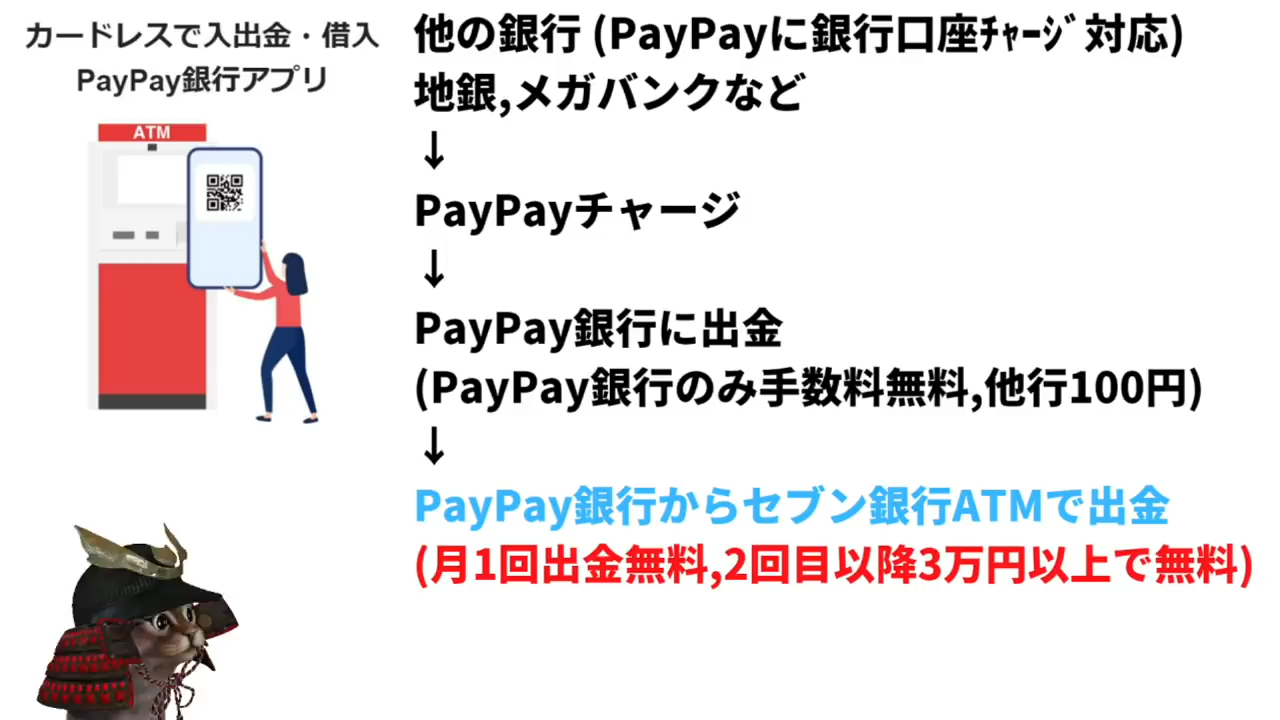 カードレスで入出金・借入
PayPay銀行アプリ
ATM
他の銀行 (PayPayに銀行口座ﾁｬｰｼﾞ対応)
地銀,メガバンクなど
↓
PayPayチャージ
↓
PayPay銀行に出金
(PayPay銀行のみ手数料無料,他行100円)
↓
PayPay銀行からセブン銀行ATMで出金
(月1回出金無料,2回目以降3万円以上で無料)